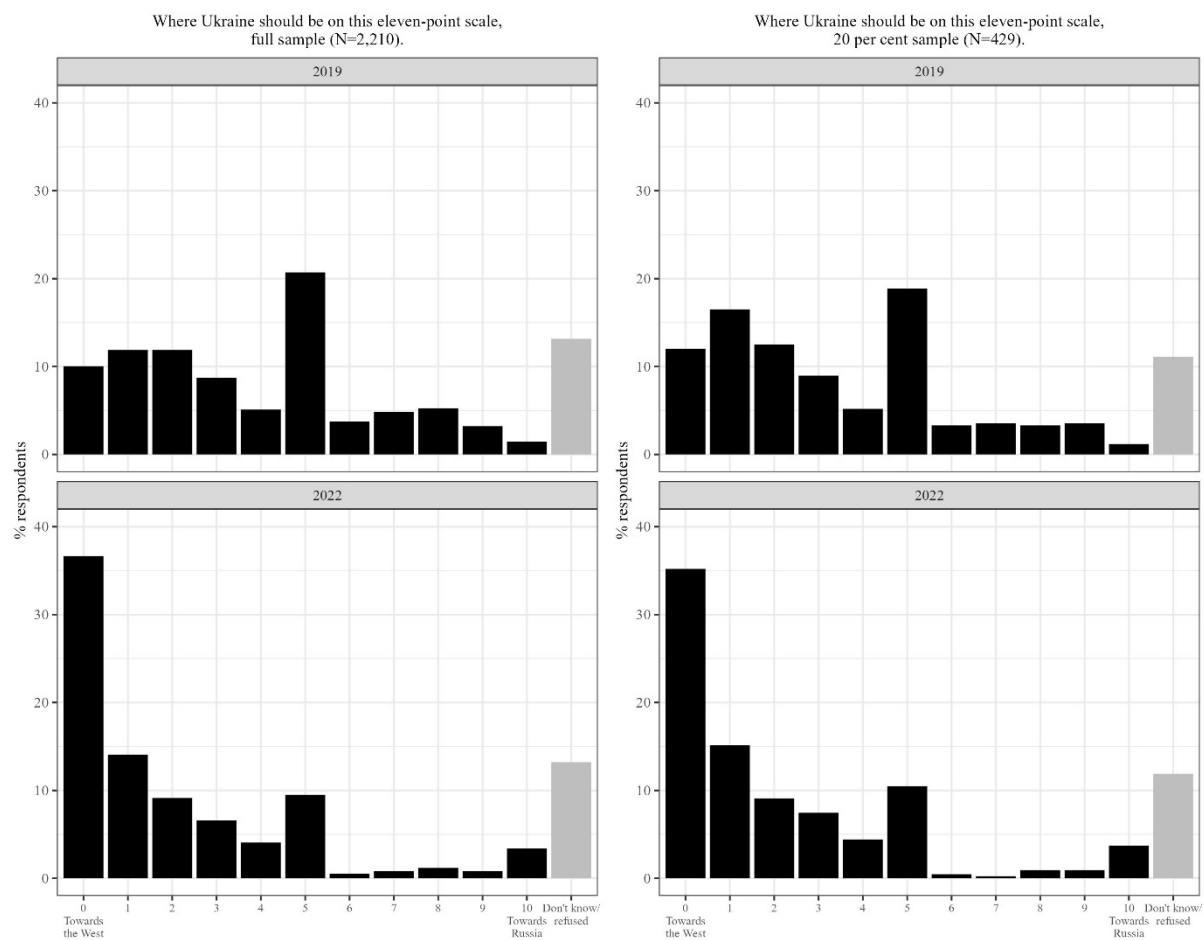 Where Ukraine should be on this eleven-point scale,
full sample (N=2,210).
2019
40
30
20
10
0
2022
40
30
20
10
0
% respondents
0 1 2 3 4 5 6 7 8 9 10 Don't know/
Towards Towards refused
the West Russia
Where Ukraine should be on this eleven-point scale,
20 per cent sample (N=429).
2019
40
30
20
10
0
2022
40
30
20
10
0
% respondents
0 1 2 3 4 5 6 7 8 9 10 Don't know/
Towards Towards refused
the West Russia